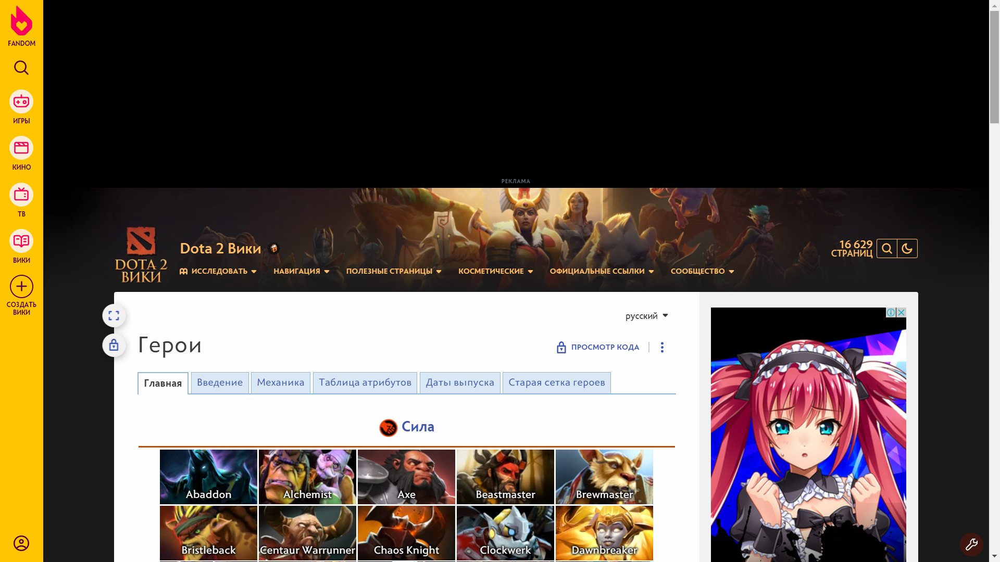 FANDOM
ИГРЫ
КИНО
ТВ
ВИКИ
СОЗДАТЬ
ВИКИ
РЕКЛАМА
DOTA 2
ВИКИ
Dota 2 Вики
16 629
СТРАНИЦ
ИССЛЕДОВАТЬ
НАВИГАЦИЯ
ПОЛЕЗНЫЕ СТРАНИЦЫ
КОСМЕТИЧЕСКИЕ
ОФИЦИАЛЬНЫЕ ССЫЛКИ
СООБЩЕСТВО
русский
Герои
ПРОСМОТР КОДА
Главная
Введение
Механика
Таблица атрибутов
Даты выпуска
Старая сетка героев
Сила
Abaddon
Alchemist
Axe
Beastmaster
Brewmaster
Bristleback
Centaur Warrunner
Chaos Knight
Clockwerk
Dawnbreaker